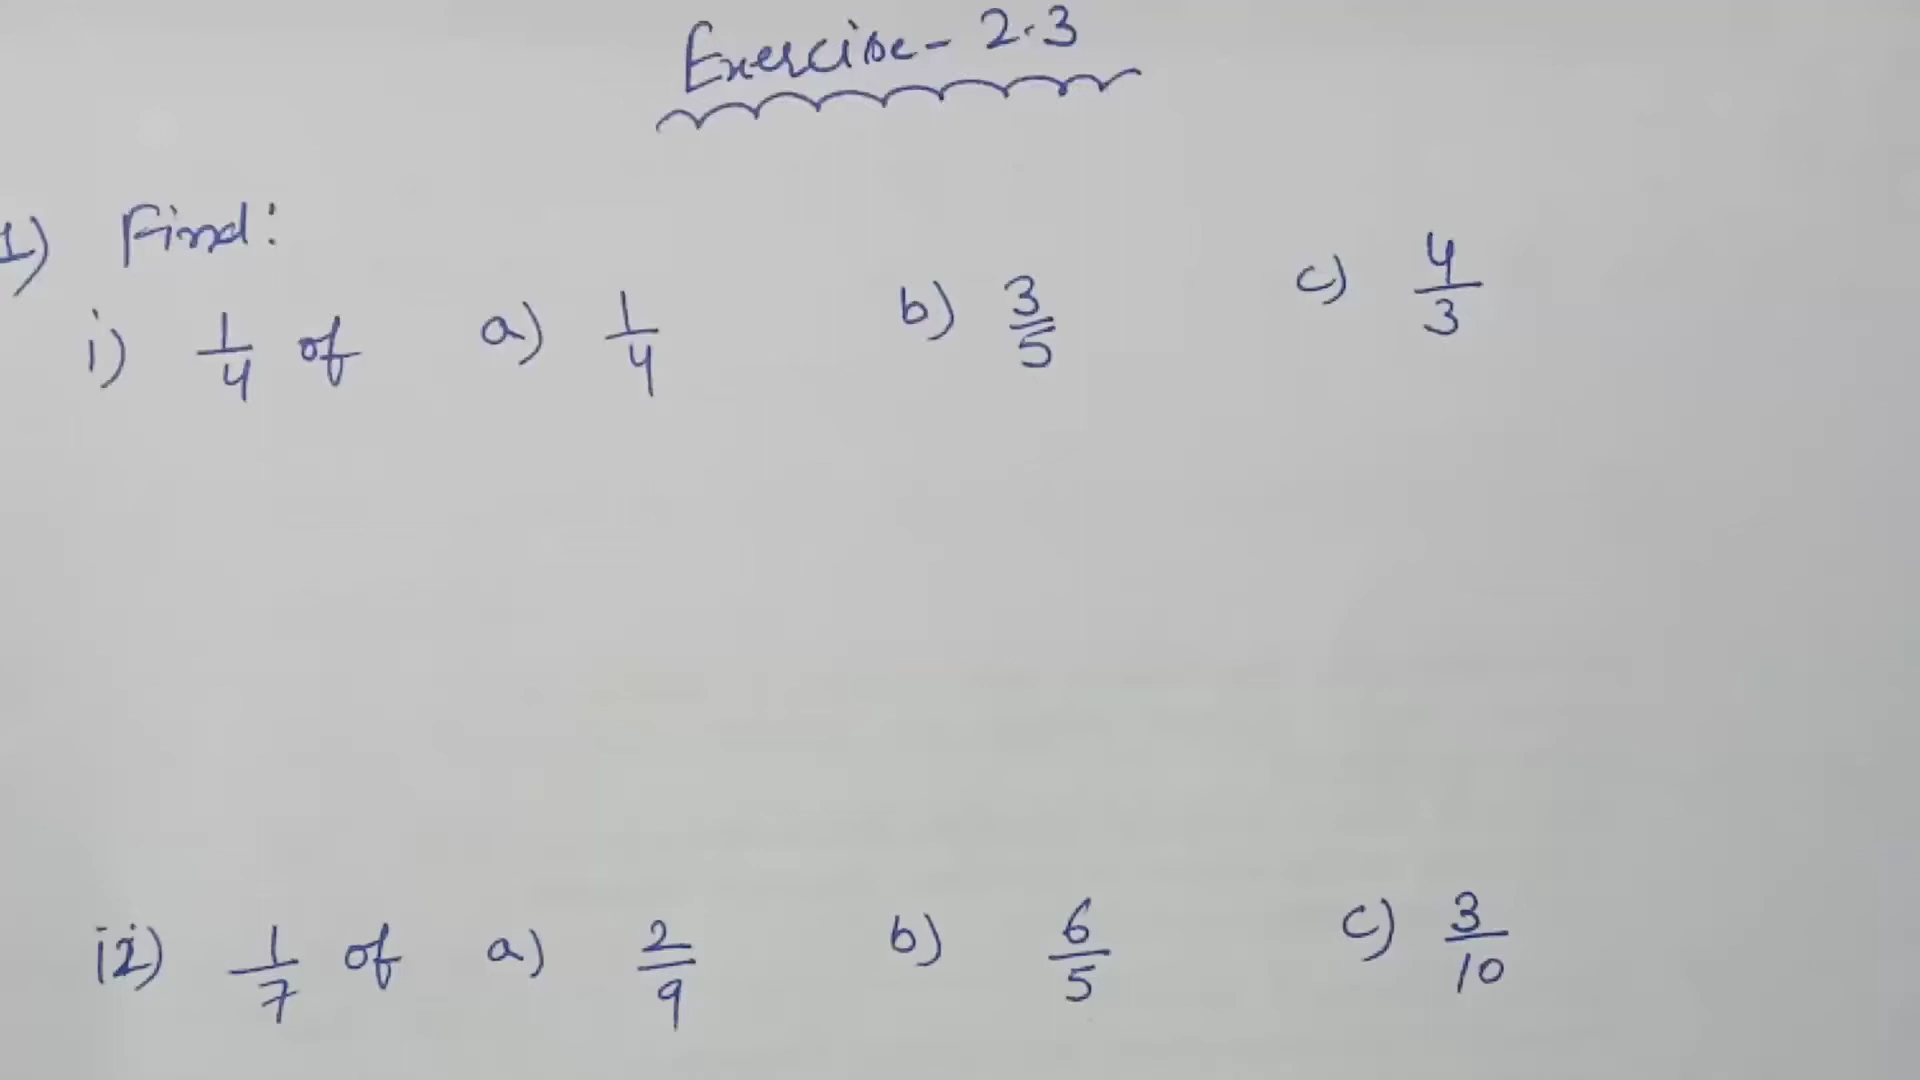 Exercise - 2.3
1) Find:
i) 1/4 of a) 1/4 b) 3/5 c) 4/3
ii) 1/7 of a) 2/9 b) 6/5 c) 3/10